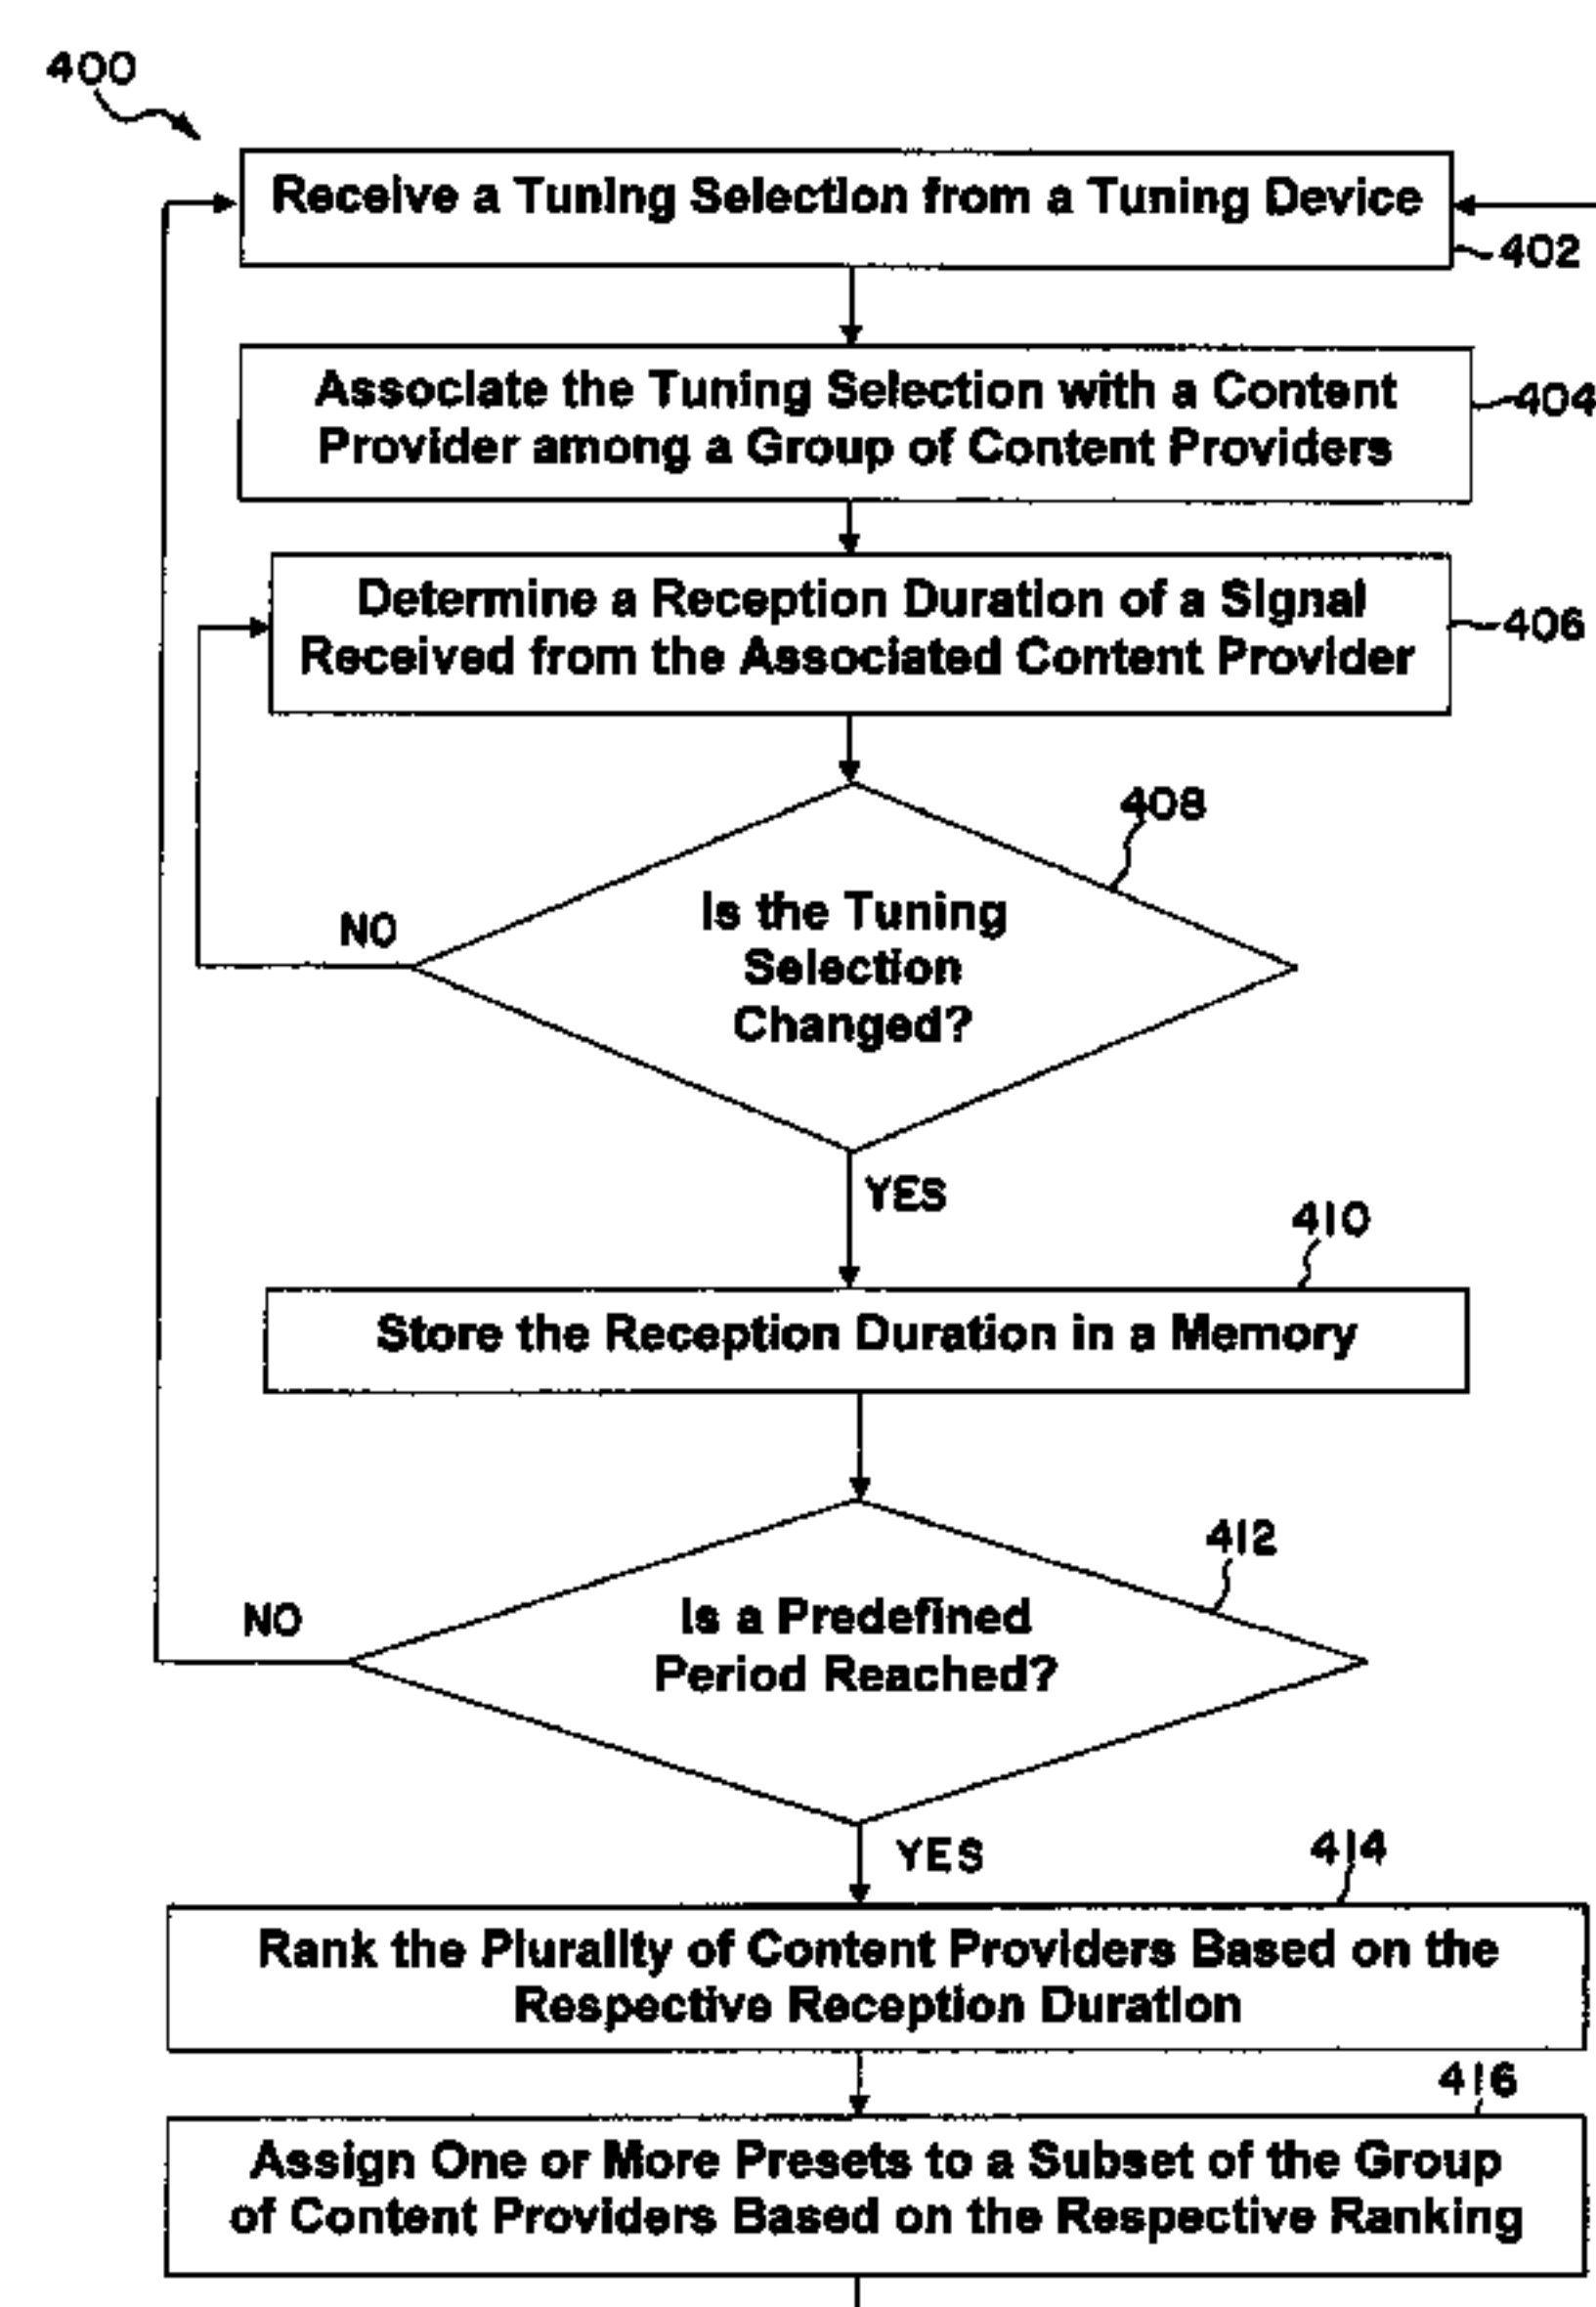 400
Receive a Tuning Selection from a Tuning Device
402
Associate the Tuning Selection with a Content
Provider among a Group of Content Providers
404
Determine a Reception Duration of a Signal
Received from the Associated Content Provider
406
408
Is the Tuning
Selection
Changed?
NO
YES
410
Store the Reception Duration in a Memory
412
Is a Predefined
Period Reached?
NO
YES
414
Rank the Plurality of Content Providers Based on the
Respective Reception Duration
416
Assign One or More Presets to a Subset of the Group
of Content Providers Based on the Respective Ranking